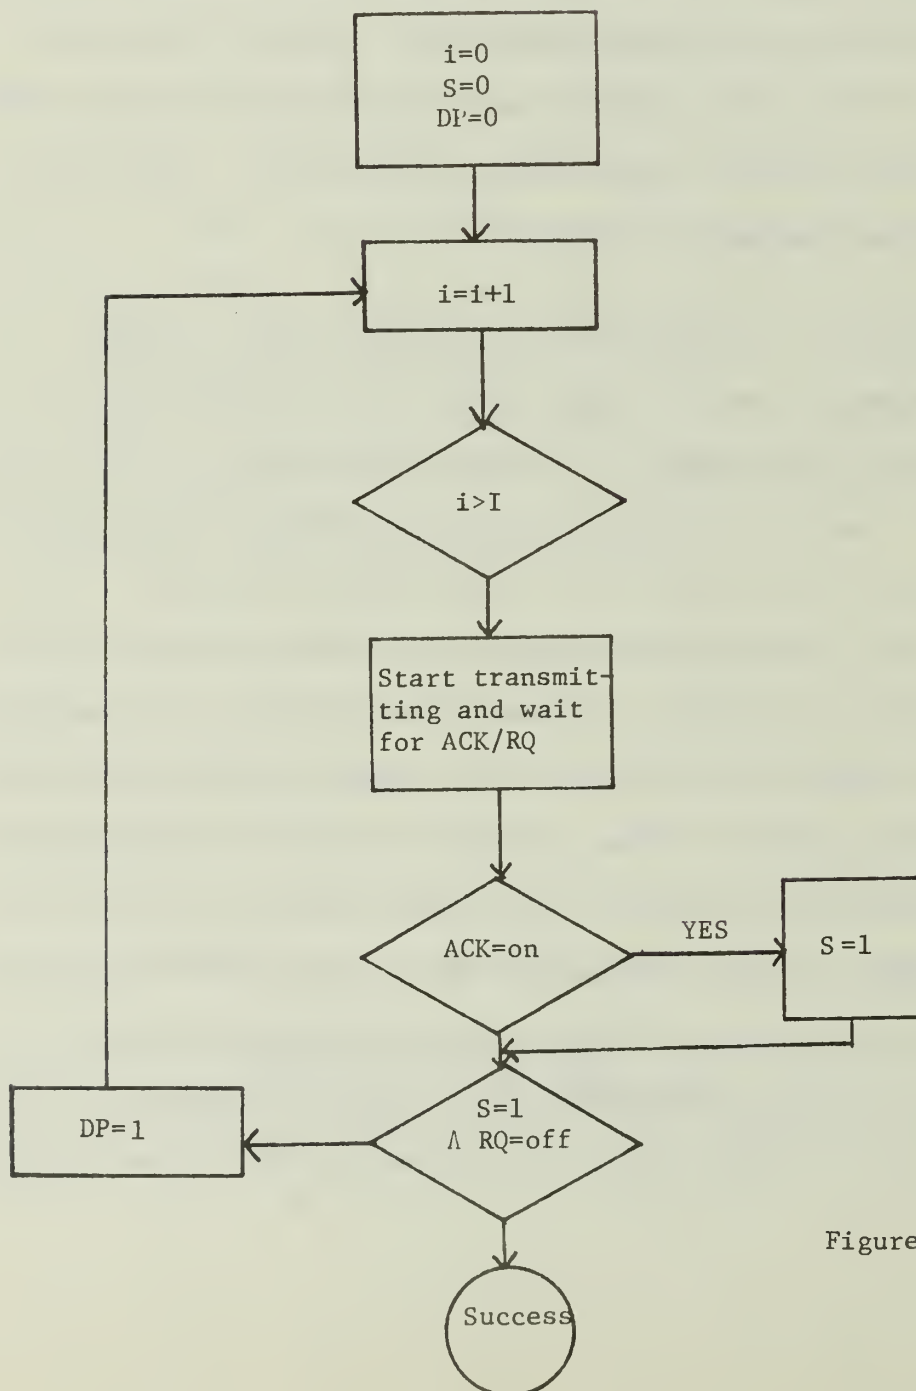 i=0
S=0
DP=0
i=i+1
i>I
Start transmit-
ting and wait
for ACK/RQ
ACK=on
YES
S=1
S=1
Λ RQ=off
DP=1
Figure
Success